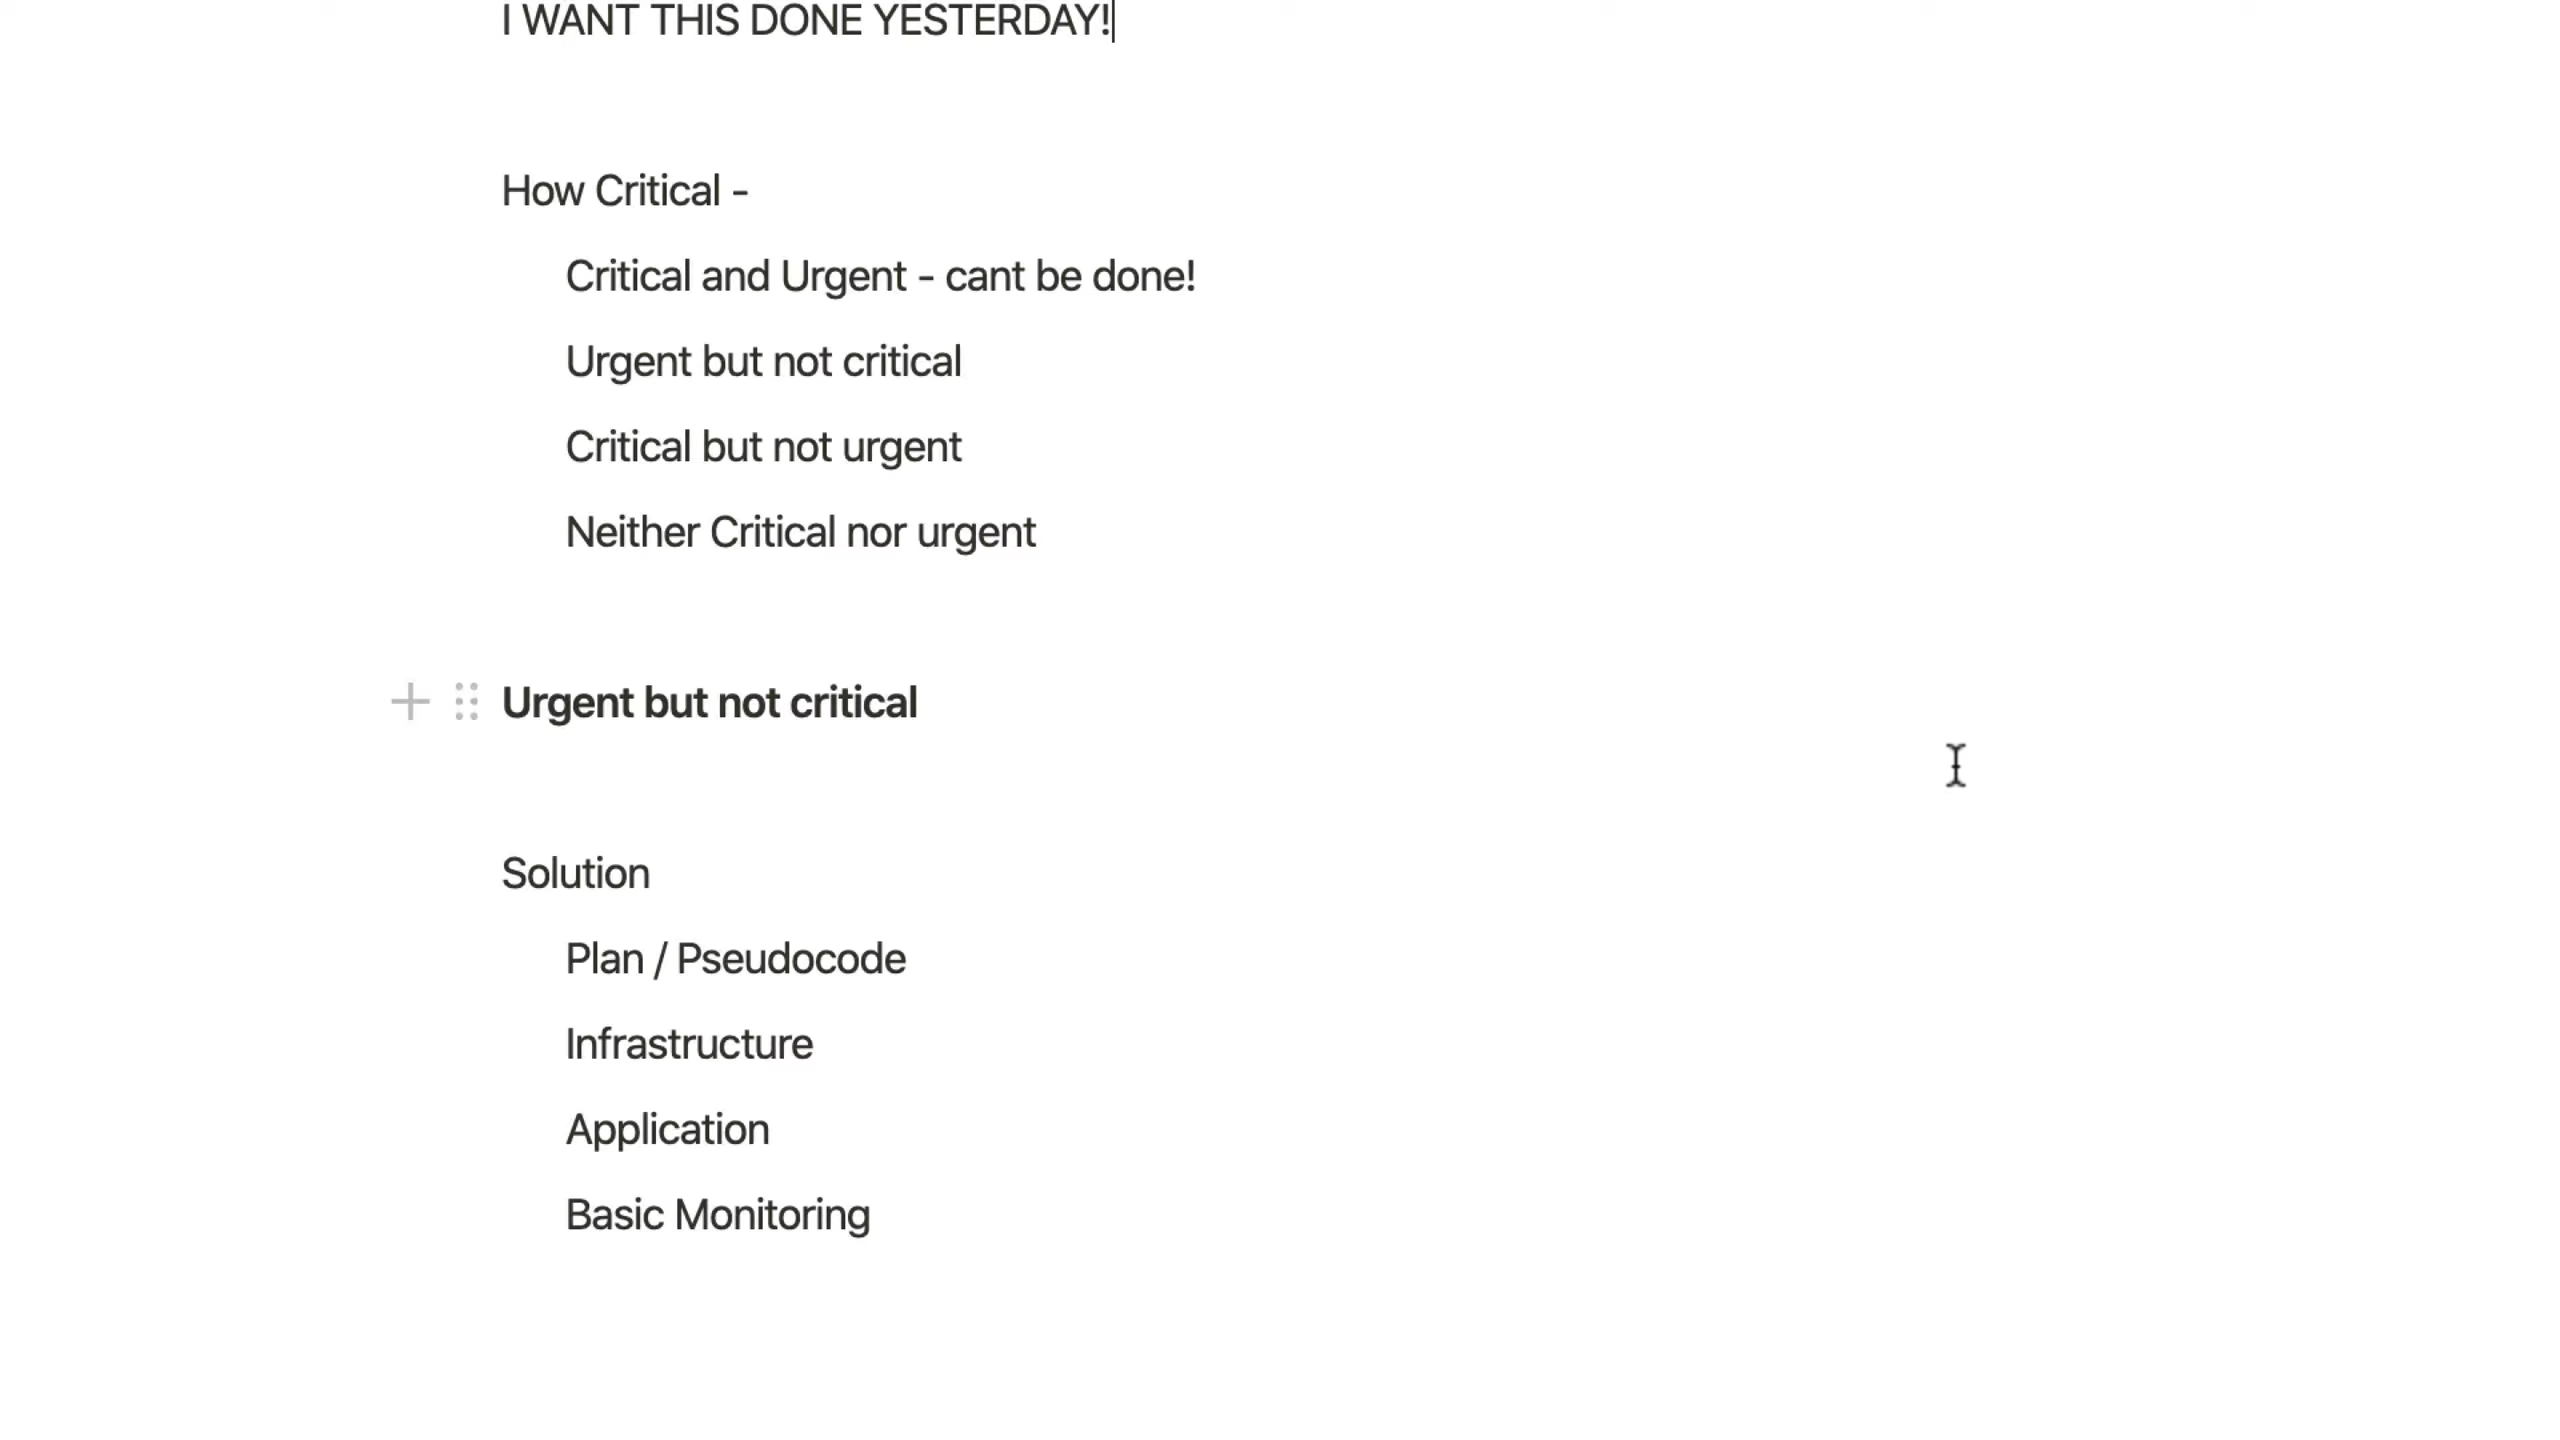 I WANT THIS DONE YESTERDAY!
How Critical -
Critical and Urgent - cant be done!
Urgent but not critical
Critical but not urgent
Neither Critical nor urgent
Urgent but not critical
Solution
Plan / Pseudocode
Infrastructure
Application
Basic Monitoring